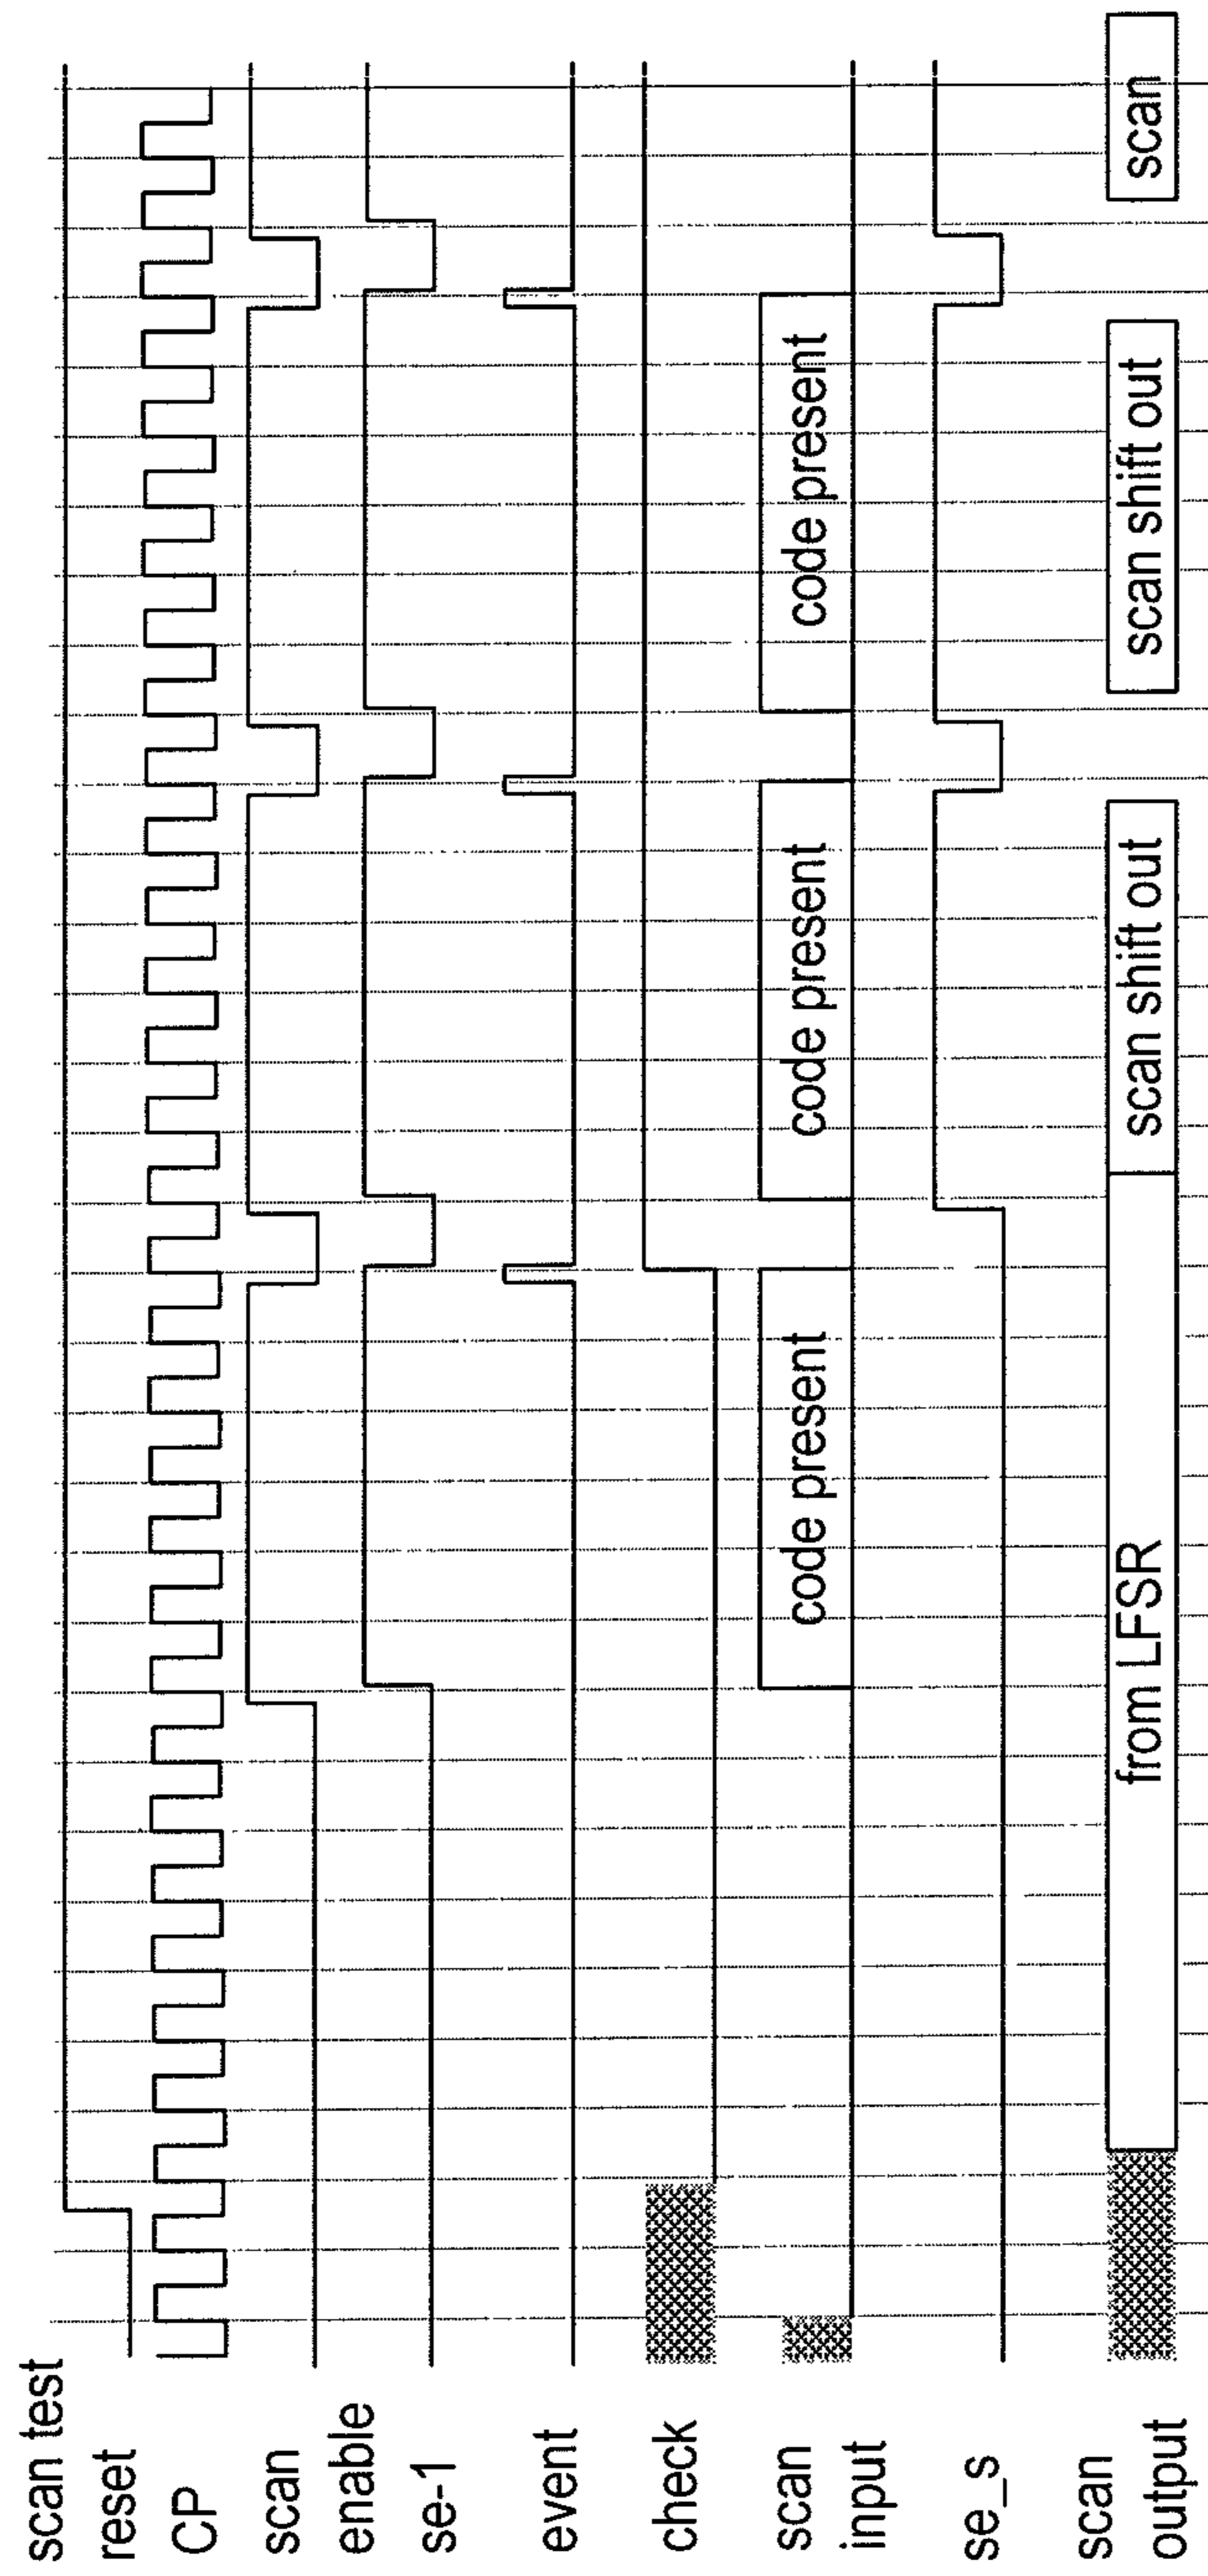 scan test
reset
CP
scan
enable
se-1
event
check
scan
input
code present
code present
code present
se_s
scan
output
from LFSR
scan shift out
scan shift out
scan